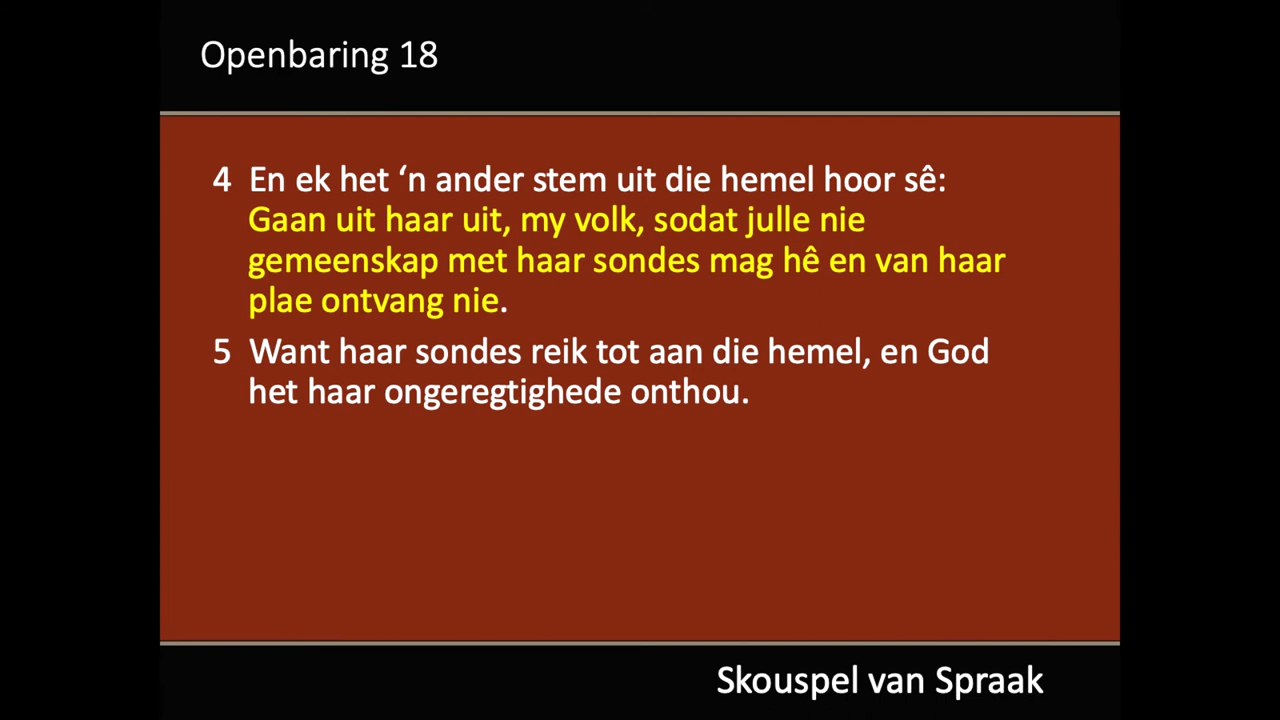 Openbaring 18
4 En ek het ‘n ander stem uit die hemel hoor sê:
Gaan uit haar uit, my volk, sodat julle nie
gemeenskap met haar sondes mag hê en van haar
plae ontvang nie.
5 Want haar sondes reik tot aan die hemel, en God
het haar ongeregtighede onthou.
Skouspel van Spraak